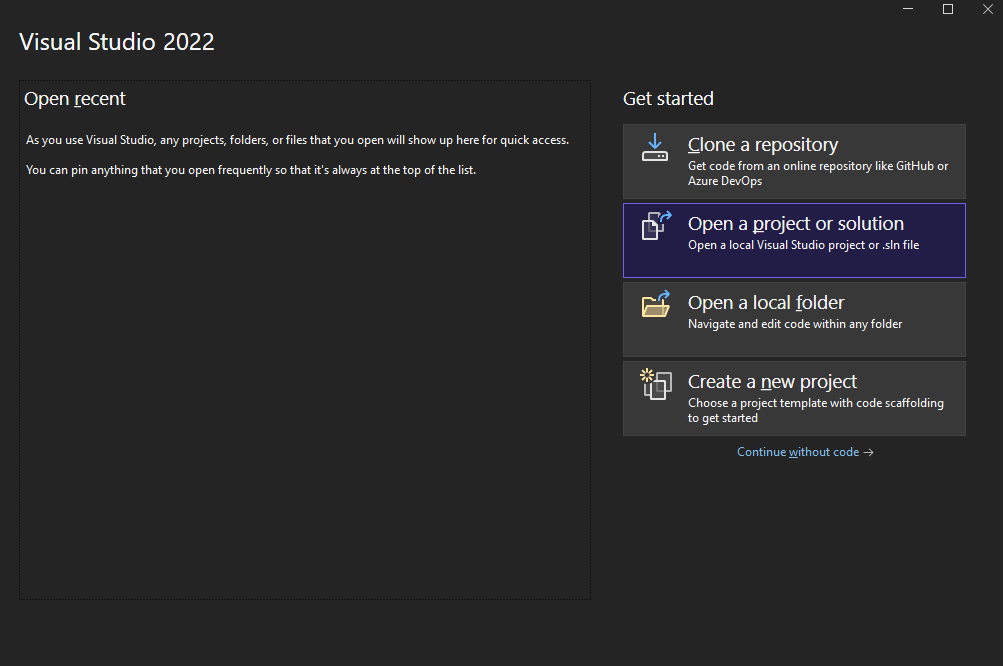 Visual Studio 2022
Open recent
As you use Visual Studio, any projects, folders, or files that you open will show up here for quick access.
You can pin anything that you open frequently so that it's always at the top of the list.
Get started
Clone a repository
Get code from an online repository like GitHub or
Azure DevOps
Open a project or solution
Open a local Visual Studio project or .sln file
Open a local folder
Navigate and edit code within any folder
Create a new project
Choose a project template with code scaffolding
to get started
Continue without code →